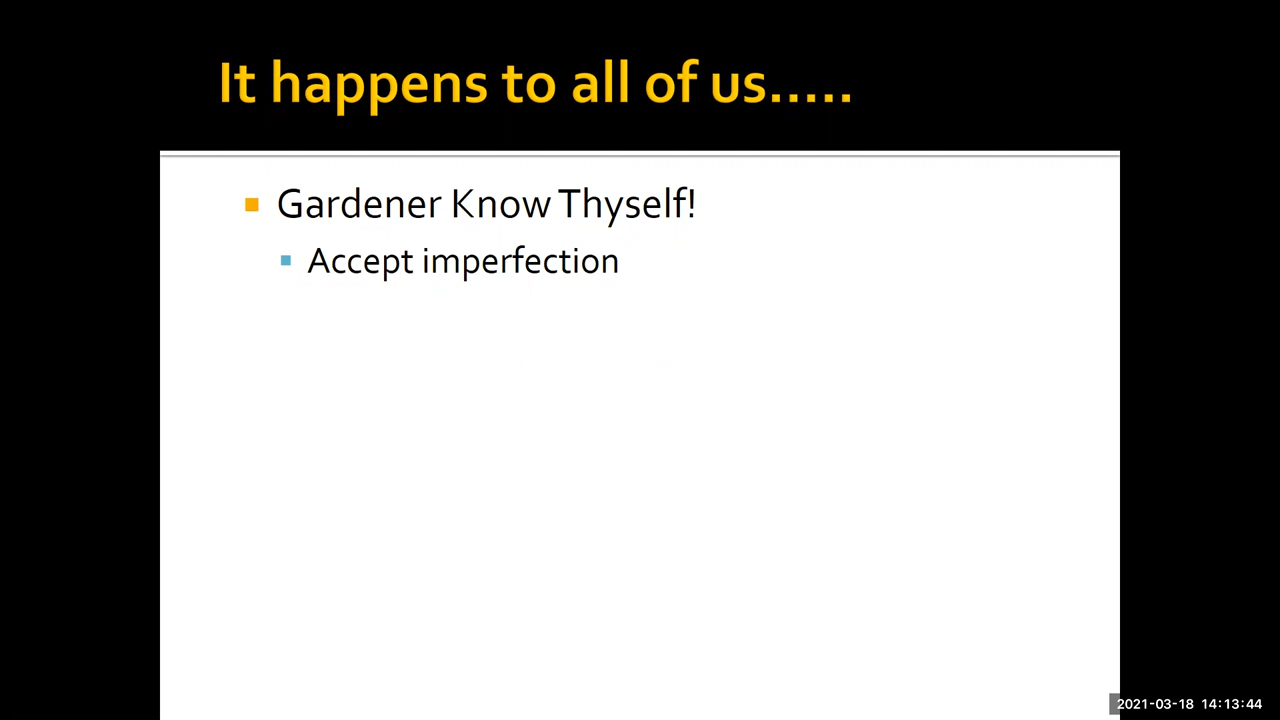 It happens to all of us.....
Gardener Know Thyself!
Accept imperfection
2021-03-18 14:13:44